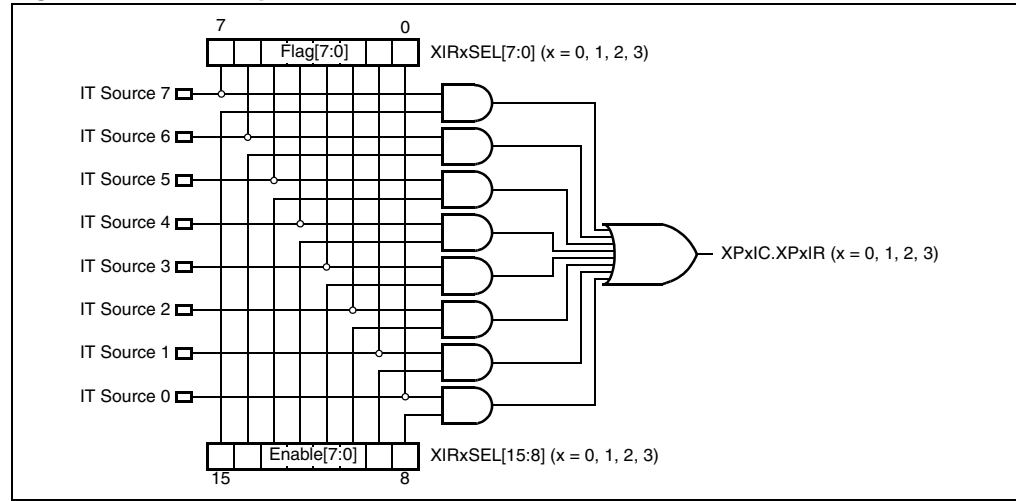 7 0
Flag[7:0] XIRxSEL[7:0] (x = 0, 1, 2, 3)
IT Source 7
IT Source 6
IT Source 5
IT Source 4
IT Source 3
XPxIC.XPxIR (x = 0, 1, 2, 3)
IT Source 2
IT Source 1
IT Source 0
Enable[7:0] XIRxSEL[15:8] (x = 0, 1, 2, 3)
15 8